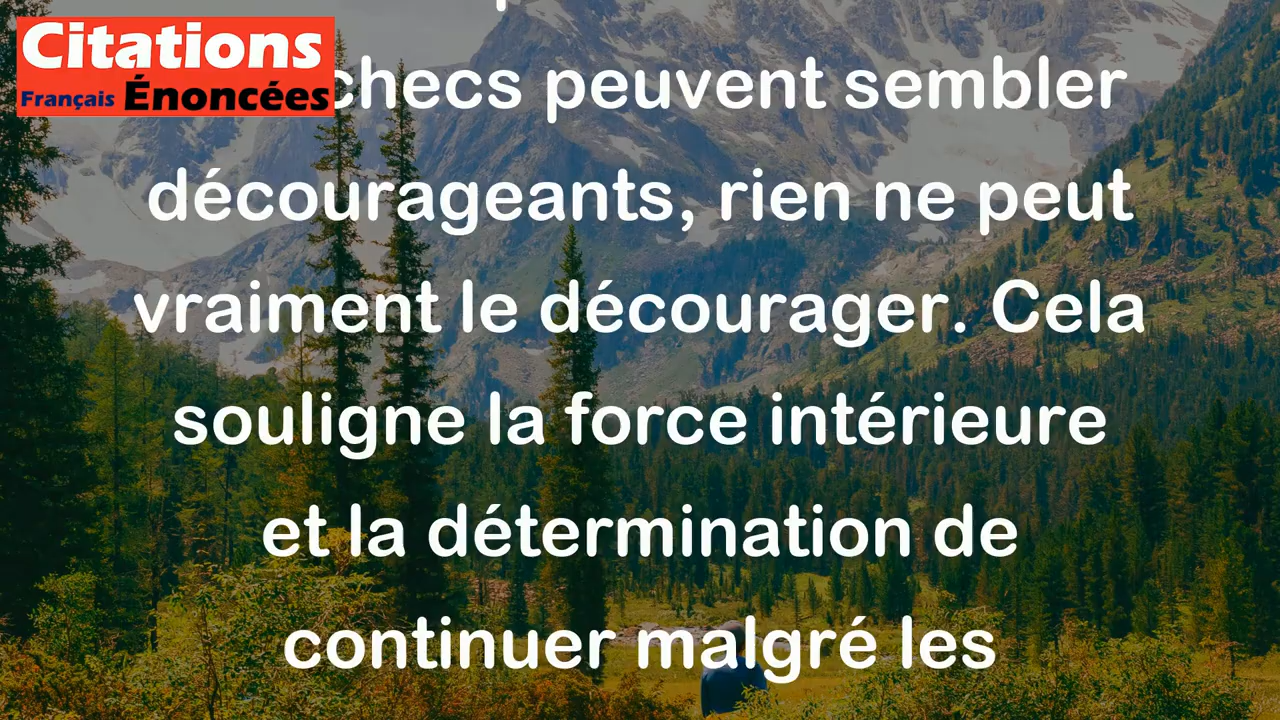 Citations
Français Énoncées
checs peuvent sembler
décourageants, rien ne peut
vraiment le décourager. Cela
souligne la force intérieure
et la détermination de
continuer malgré les